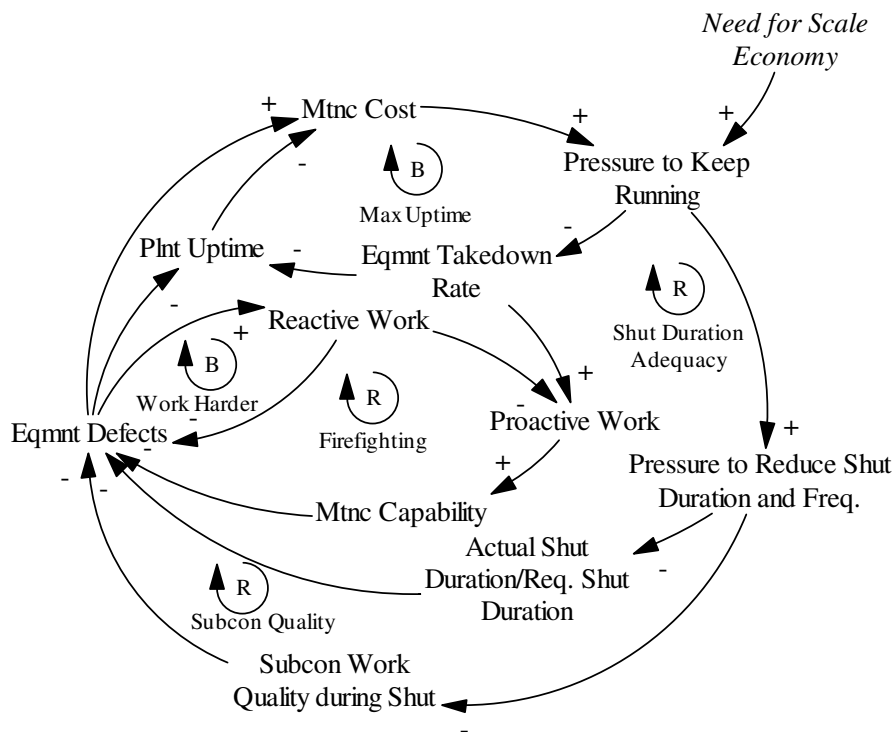 Need for Scale
Economy
+
Mtnc Cost
+
+
-
B
Max Uptime
Pressure to Keep
Running
-
Plnt Uptime
-
Eqmnt Takedown
Rate
R
Shut Duration
Adequacy
-
+
Reactive Work
B
Work Harder
R
Firefighting
-
+
Proactive Work
-
Eqmnt Defects
-
+
+
Pressure to Reduce Shut
Duration and Freq.
-
-
Mtnc Capability
Actual Shut
Duration/Req. Shut
Duration
-
R
Subcon Quality
Subcon Work
Quality during Shut
-